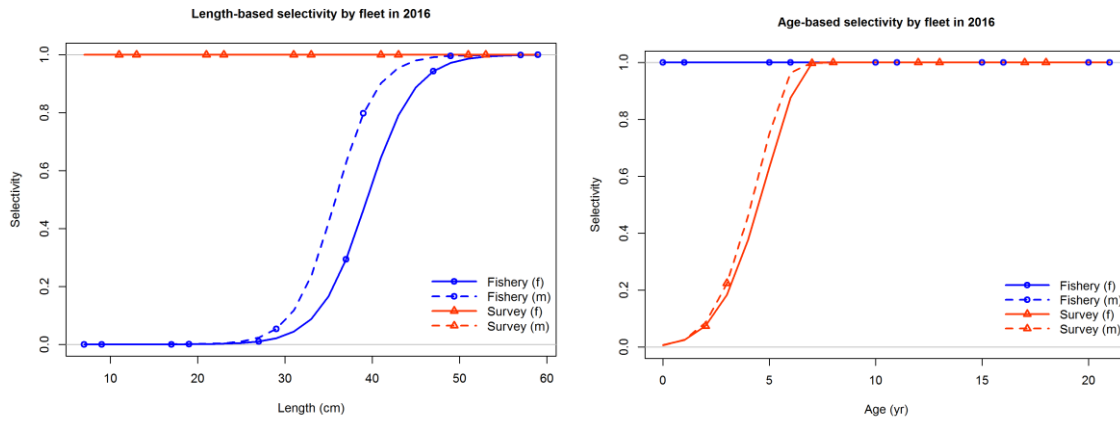 Length-based selectivity by fleet in 2016
1.0
0.8
0.6
0.4
0.2
0.0
Selectivity
Fishery (f)
Fishery (m)
Survey (f)
Survey (m)
10 20 30 40 50 60
Length (cm)
Age-based selectivity by fleet in 2016
1.0
0.8
0.6
0.4
0.2
0.0
Selectivity
Fishery (f)
Fishery (m)
Survey (f)
Survey (m)
0 5 10 15 20
Age (yr)